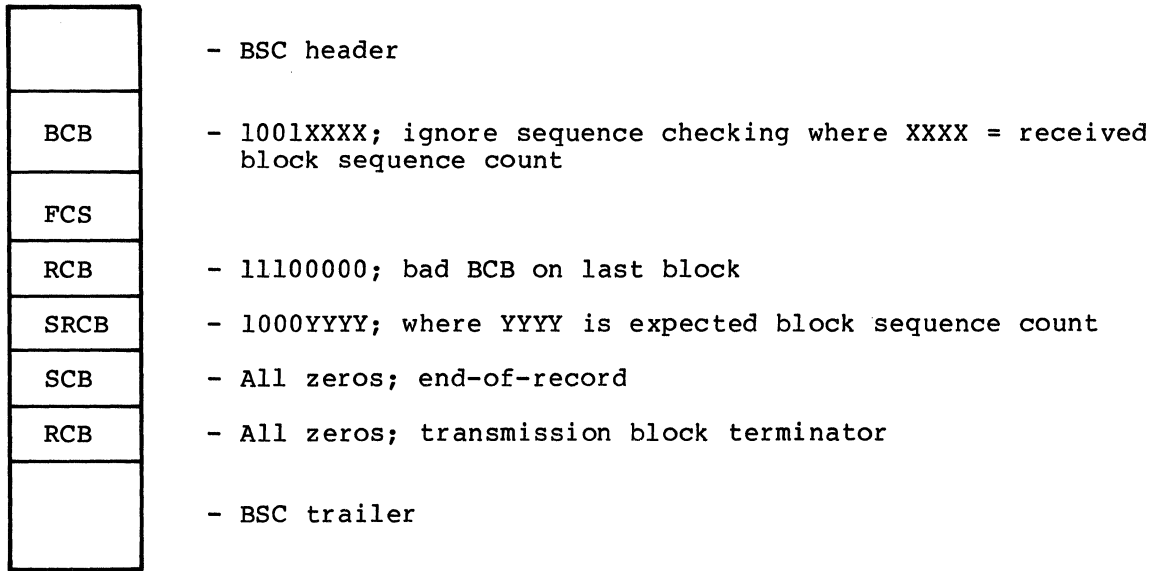 - BSC header
BCB - 1001XXXX; ignore sequence checking where XXXX = received
block sequence count
FCS
RCB - 11100000; bad BCB on last block
SRCB - 1000YYYY; where YYYY is expected block sequence count
SCB - All zeros; end-of-record
RCB - All zeros; transmission block terminator
- BSC trailer